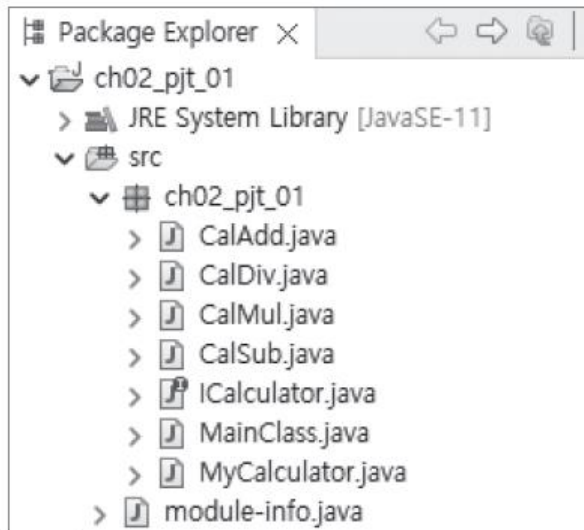 Package Explorer
ch02_pjt_01
JRE System Library [JavaSE-11]
src
ch02_pjt_01
CalAdd.java
CalDiv.java
CalMul.java
CalSub.java
ICalculator.java
MainClass.java
MyCalculator.java
module-info.java